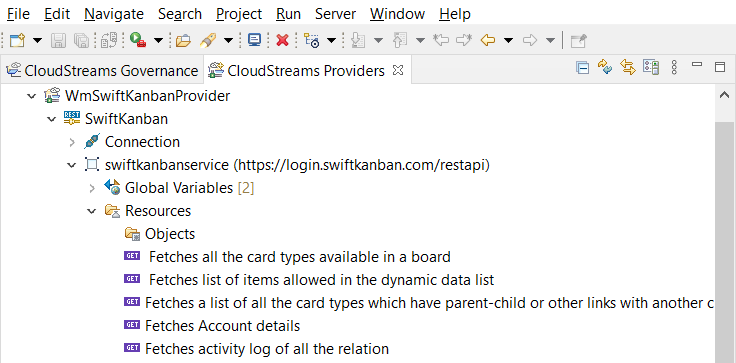 File Edit Navigate Search Project Run Server Window Help
CloudStreams Governance CloudStreams Providers
WmSwiftKanbanProvider
REST SwiftKanban
Connection
swiftkanbanservice (https://login.swiftkanban.com/restapi)
Global Variables [2]
Resources
Objects
GET Fetches all the card types available in a board
GET Fetches list of items allowed in the dynamic data list
GET Fetches a list of all the card types which have parent-child or other links with another c
GET Fetches Account details
GET Fetches activity log of all the relation